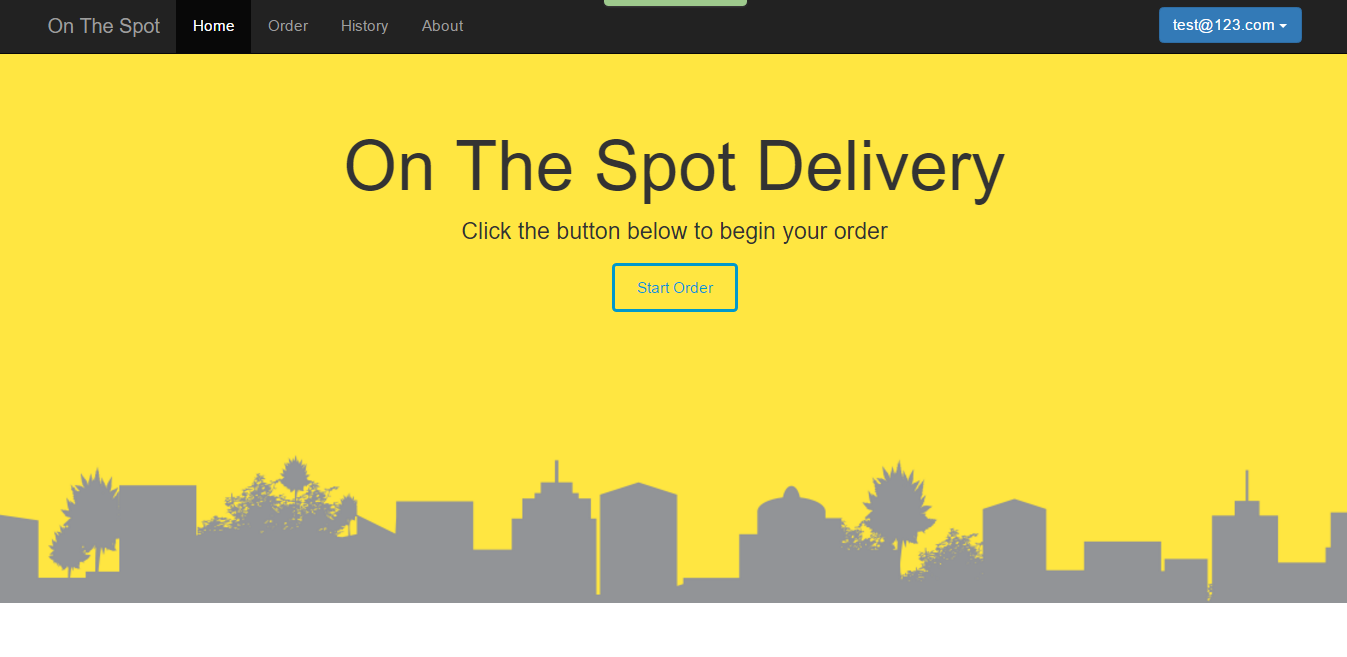 On The Spot Home Order History About test@123.com
On The Spot Delivery
Click the button below to begin your order
Start Order